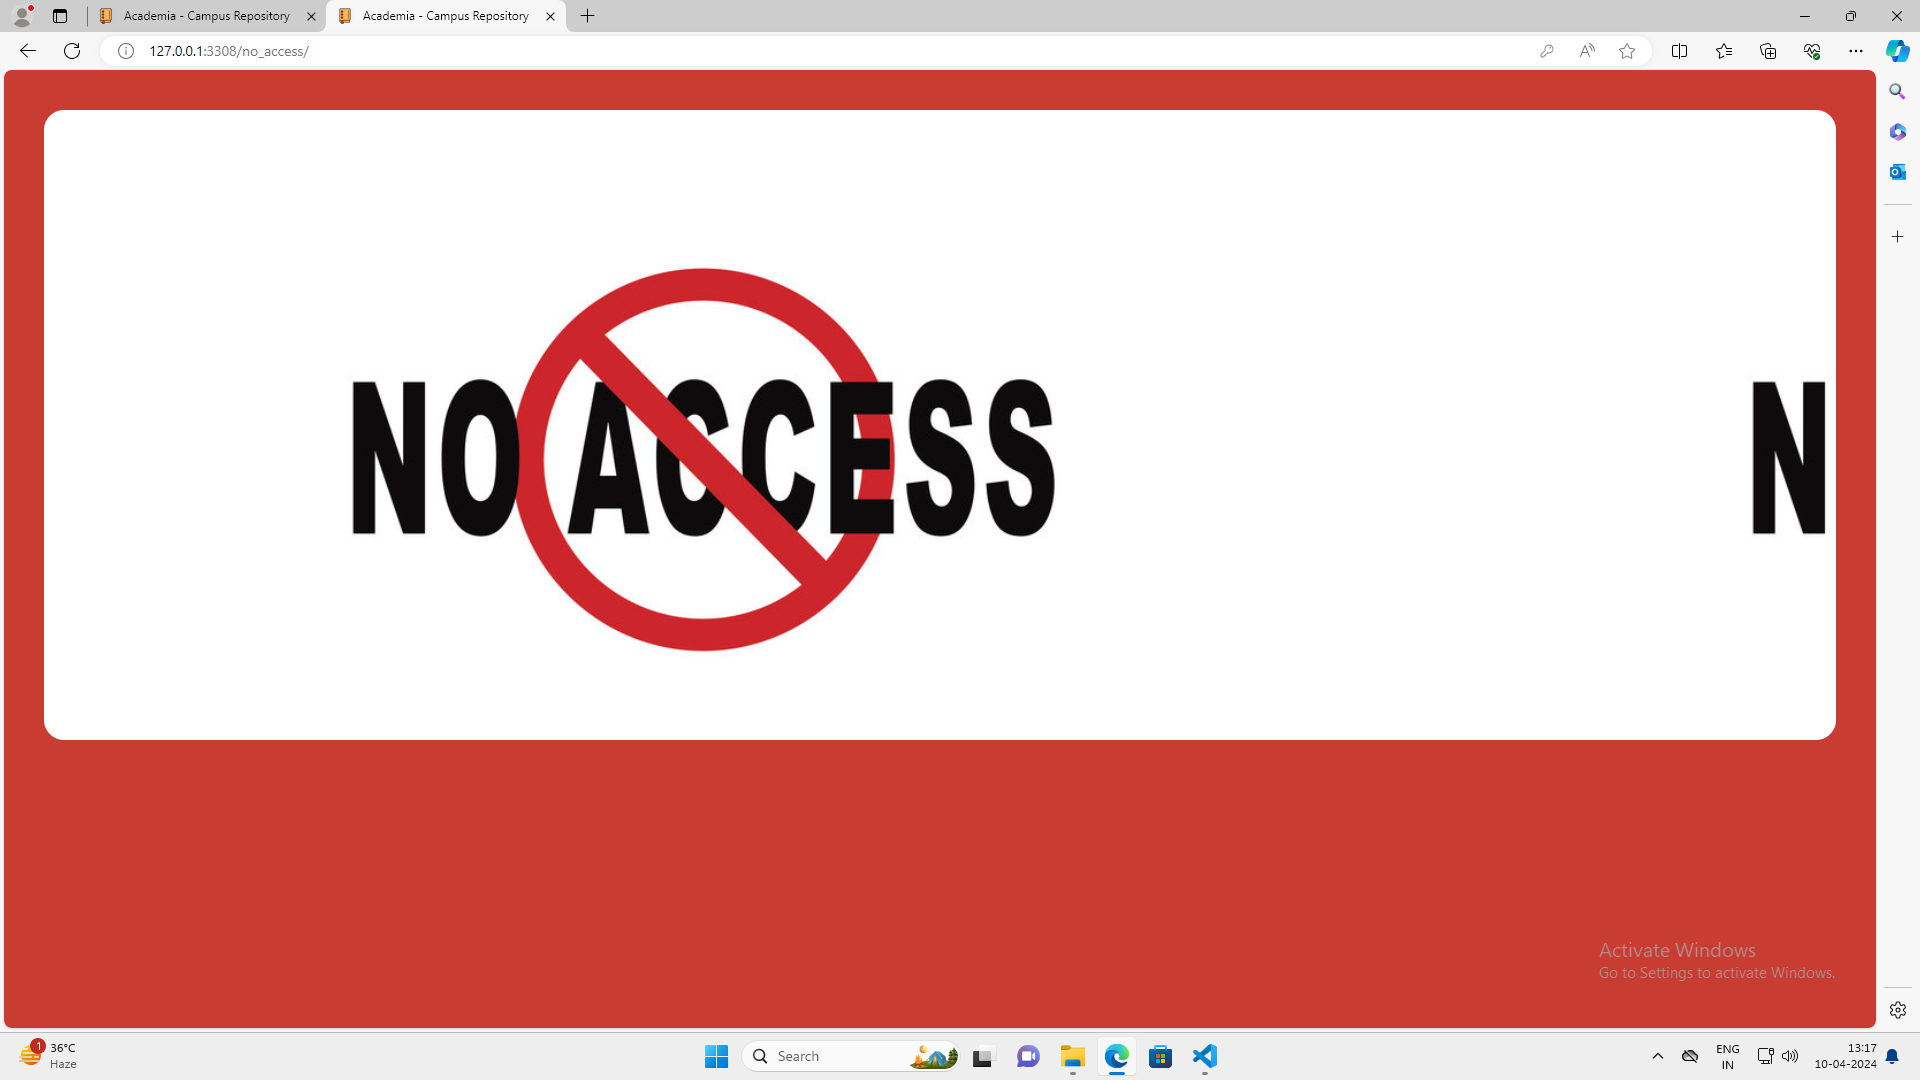 Academia - Campus Repository
Academia - Campus Repository
127.0.0.1:3308/no_access/
NO ACCESS
N
Activate Windows
Go to Settings to activate Windows.
1
36°C
Haze
Search
ENG
IN
13:17
10-04-2024